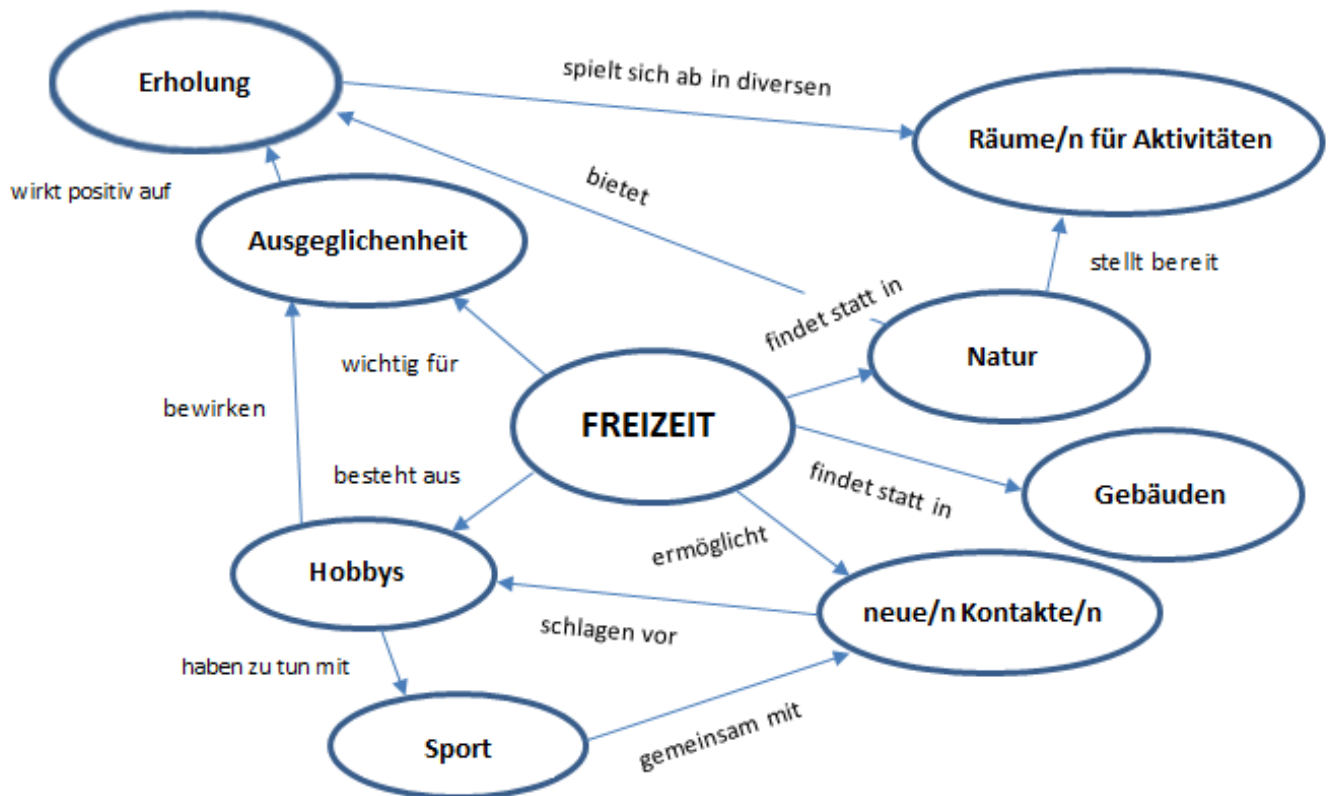 Erholung
spielt sich ab in diversen
Räume/n für Aktivitäten
wirkt positiv auf
bietet
Ausgeglichenheit
stellt bereit
findet statt in
Natur
wichtig für
bewirken
FREIZEIT
besteht aus
findet statt in
Gebäuden
ermöglicht
Hobbys
neue/n Kontakte/n
schlagen vor
haben zu tun mit
gemeinsam mit
Sport